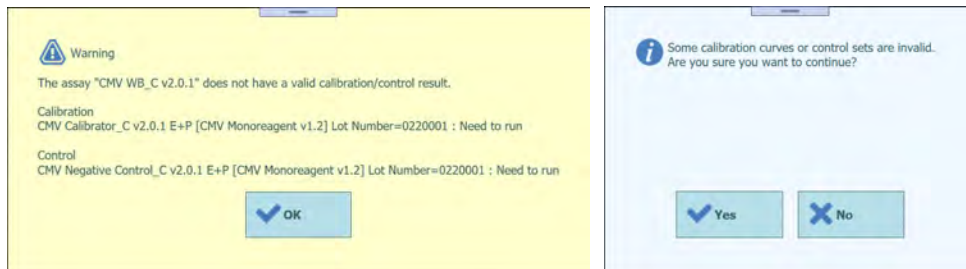 Warning
The assay "CMV WB_C v2.0.1" does not have a valid calibration/control result.
Calibration
CMV Calibrator_C v2.0.1 E+P [CMV Monoreagent v1.2] Lot Number=0220001 : Need to run
Control
CMV Negative Control_C v2.0.1 E+P [CMV Monoreagent v1.2] Lot Number=0220001 : Need to run
OK
Some calibration curves or control sets are invalid.
Are you sure you want to continue?
Yes
No